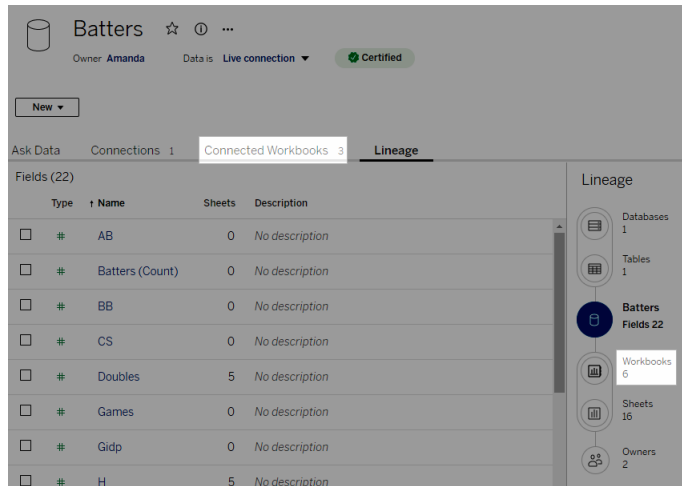 Batters
Owner Amanda Data is Live connection Certified
New
Ask Data Connections 1 Connected Workbooks 3 Lineage
Fields (22)
Type ↑ Name Sheets Description
# AB 0 No description
# Batters (Count) 0 No description
# BB 0 No description
# CS 0 No description
# Doubles 5 No description
# Games 0 No description
# Gidp 0 No description
# H 5 No description
Lineage
Databases
1
Tables
1
Batters
Fields 22
Workbooks
6
Sheets
16
Owners
2